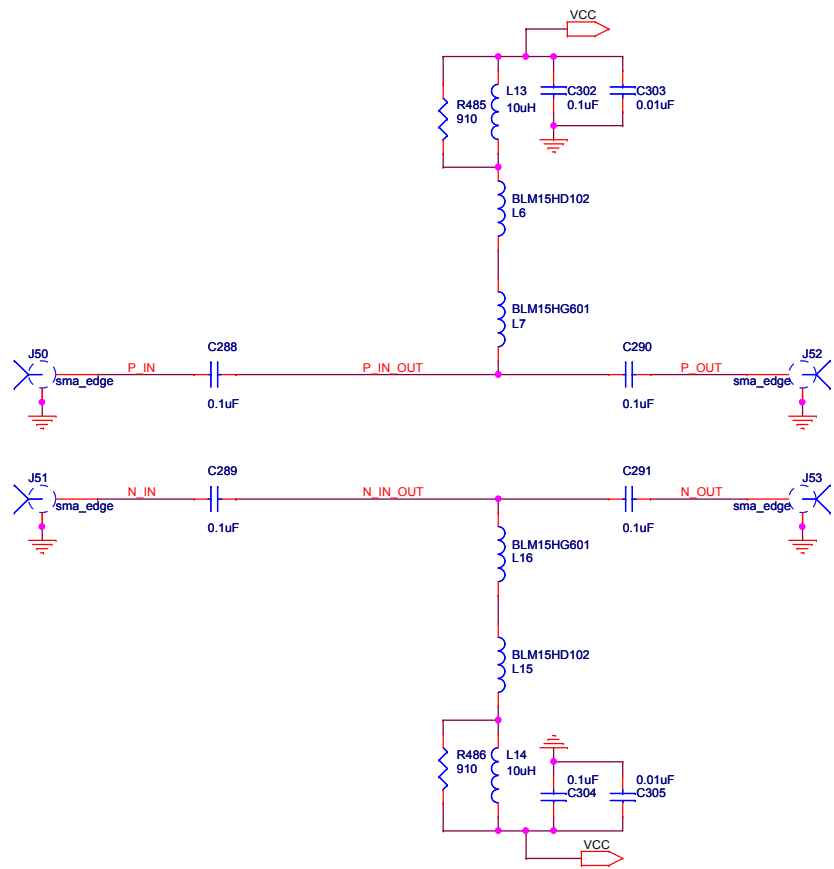 VCC
R485
910
L13
10uH
C302
0.1uF
C303
0.01uF
BLM15HD102
L6
BLM15HG601
L7
J50
sma_edge
P_IN
C288
0.1uF
P_IN_OUT
C290
0.1uF
P_OUT
J52
sma_edge
J51
sma_edge
N_IN
C289
0.1uF
N_IN_OUT
C291
0.1uF
N_OUT
J53
sma_edge
BLM15HG601
L16
BLM15HD102
L15
R486
910
L14
10uH
0.1uF
C304
0.01uF
C305
VCC